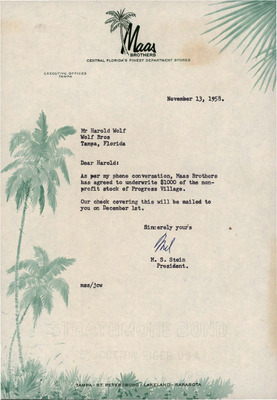 Maas
BROTHERS
CENTRAL FLORIDA'S FINEST DEPARTMENT STORES
EXECUTIVE OFFICES
TAMPA
November 13, 1958.
Mr Harold Wolf
Wolf Bros
Tampa, Florida
Dear Harold:
As per my phone conversation, Maas Brothers
has agreed to underwrite $1000 of the non-
profit stock of Progress Village.
Our check covering this will be mailed to
you on December 1st.
Sincerely your's
Mel
M. S. Stein
President.
mss/jcw
TAMPA · ST. PETERSBURG · LAKELAND · SARASOTA